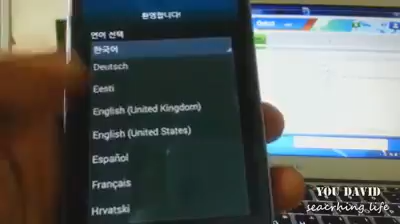 환영합니다!
언어 선택
한국어
Deutsch
Eesti
English (United Kingdom)
English (United States)
Español
Français
Hrvatski
YOU DAVID
seacrhing life